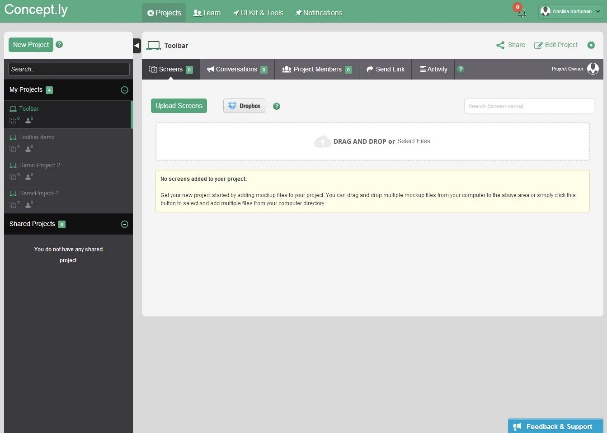 Concept.ly
Projects
Learn
UI Kit & Tools
Notifications
New Project
Toolbar
Share
Edit Project
Search
Screens 0
Conversations 0
Project Members 0
Send Link
Activity
Project Owner
My Projects 4
Toolbar
Toolbar demo
Demo Project 2
DemoProject-1
Shared Projects 0
You do not have any shared
project
Upload Screens
Dropbox
Search (screen name)
DRAG AND DROP or Select Files
No screens added to your project.
Get your new project started by adding mockup files to your project. You can drag and drop multiple mockup files from your computer to the above area or simply click this
button to select and add multiple files from your computer directory.
Feedback & Support